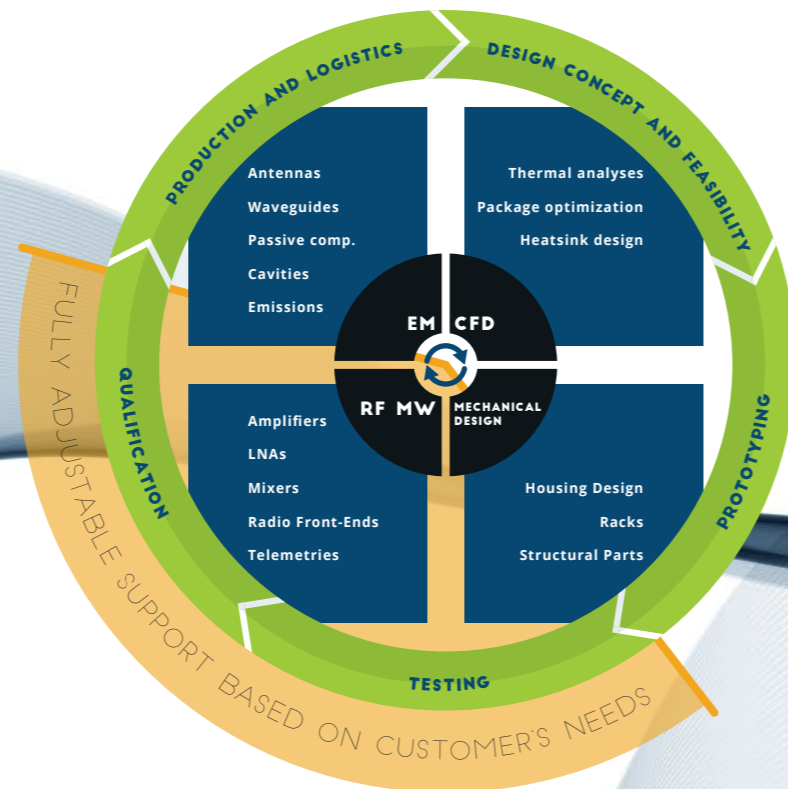 PRODUCTION AND LOGISTICS
DESIGN CONCEPT AND FEASIBILITY
PROTOTYPING
TESTING
QUALIFICATION
FULLY ADJUSTABLE SUPPORT BASED ON CUSTOMER'S NEEDS
Antennas
Waveguides
Passive comp.
Cavities
Emissions
Thermal analyses
Package optimization
Heatsink design
EM
CFD
RF MW
MECHANICAL
DESIGN
Amplifiers
LNAs
Mixers
Radio Front-Ends
Telemetries
Housing Design
Racks
Structural Parts